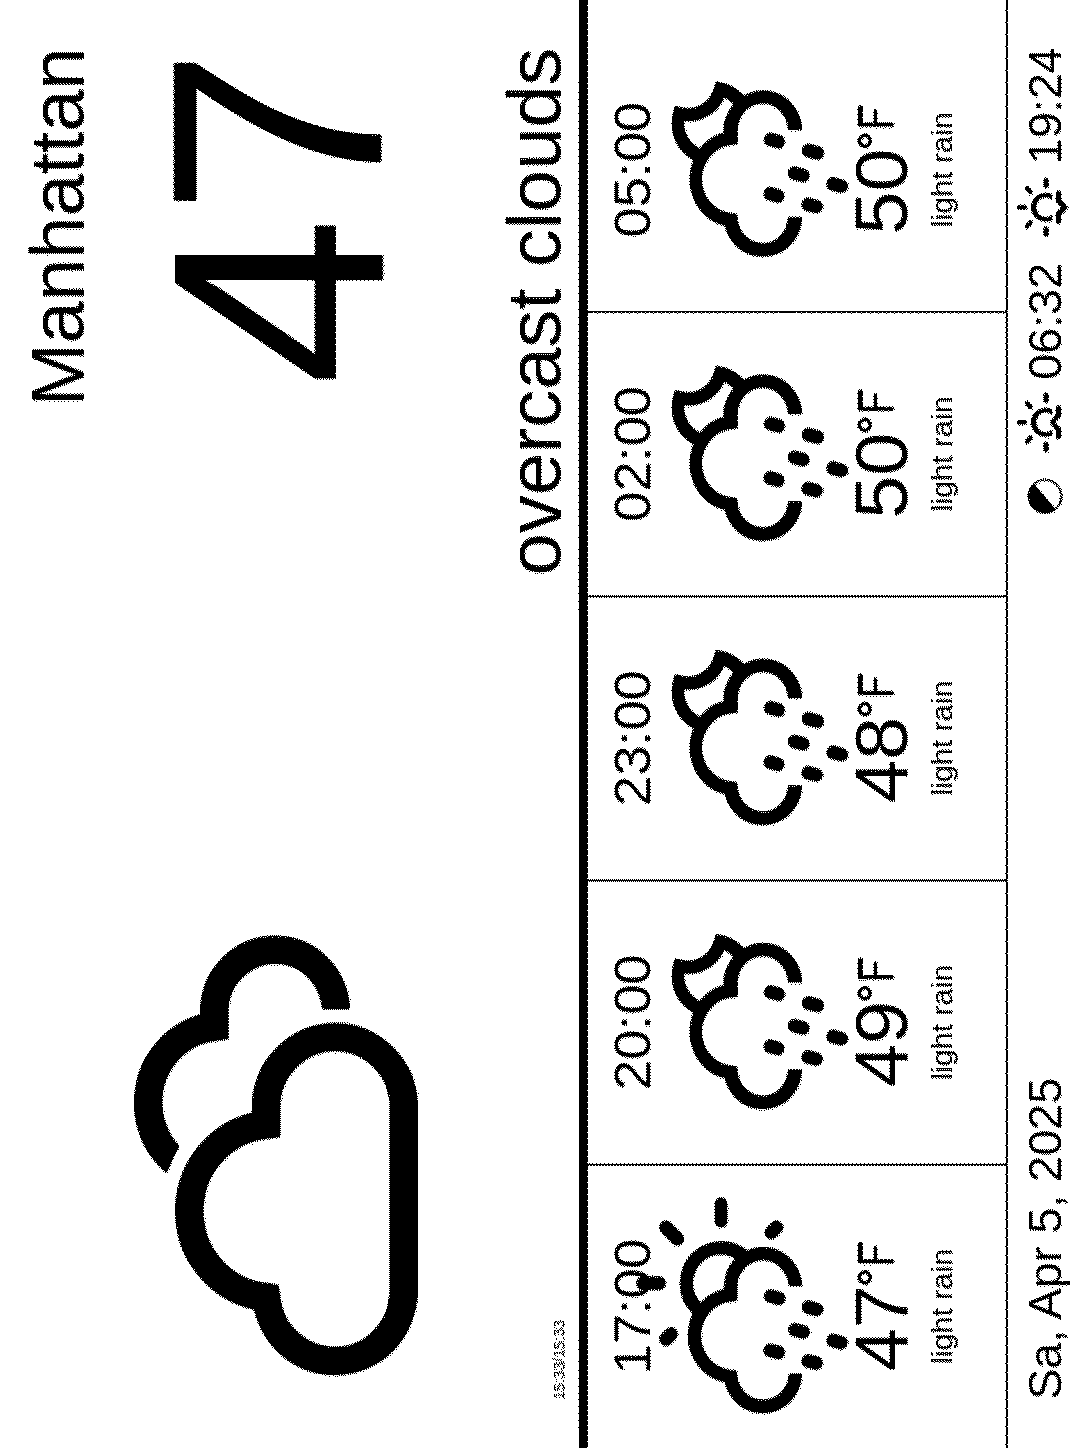 Manhattan
47
overcast clouds
15:33/15:33
17:00 20:00 23:00 02:00 05:00
47°F 49°F 48°F 50°F 50°F
light rain light rain light rain light rain light rain
Sa, Apr 5, 2025 06:32 19:24